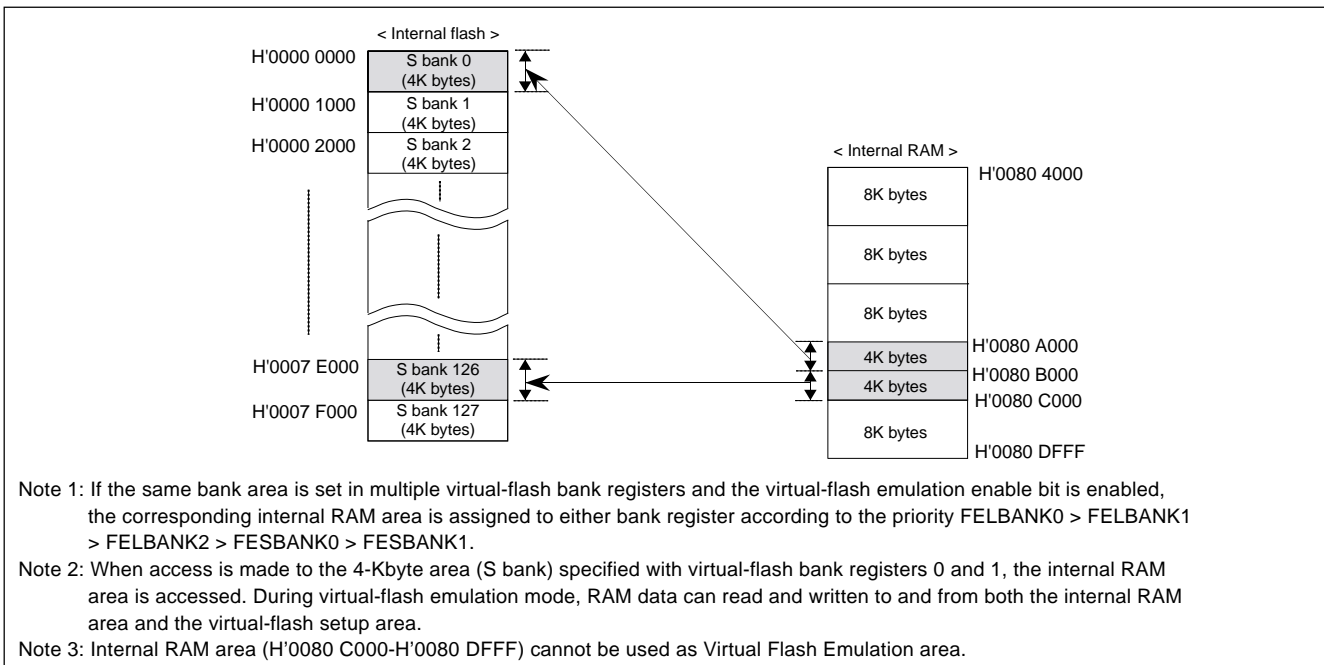 < Internal flash >
H'0000 0000
S bank 0
(4K bytes)
H'0000 1000
S bank 1
(4K bytes)
H'0000 2000
S bank 2
(4K bytes)
H'0007 E000
S bank 126
(4K bytes)
H'0007 F000
S bank 127
(4K bytes)
< Internal RAM >
H'0080 4000
8K bytes
8K bytes
8K bytes
H'0080 A000
4K bytes
H'0080 B000
4K bytes
H'0080 C000
8K bytes
H'0080 DFFF
Note 1: If the same bank area is set in multiple virtual-flash bank registers and the virtual-flash emulation enable bit is enabled,
the corresponding internal RAM area is assigned to either bank register according to the priority FELBANK0 > FELBANK1
> FELBANK2 > FESBANK0 > FESBANK1.
Note 2: When access is made to the 4-Kbyte area (S bank) specified with virtual-flash bank registers 0 and 1, the internal RAM
area is accessed. During virtual-flash emulation mode, RAM data can read and written to and from both the internal RAM
area and the virtual-flash setup area.
Note 3: Internal RAM area (H'0080 C000-H'0080 DFFF) cannot be used as Virtual Flash Emulation area.